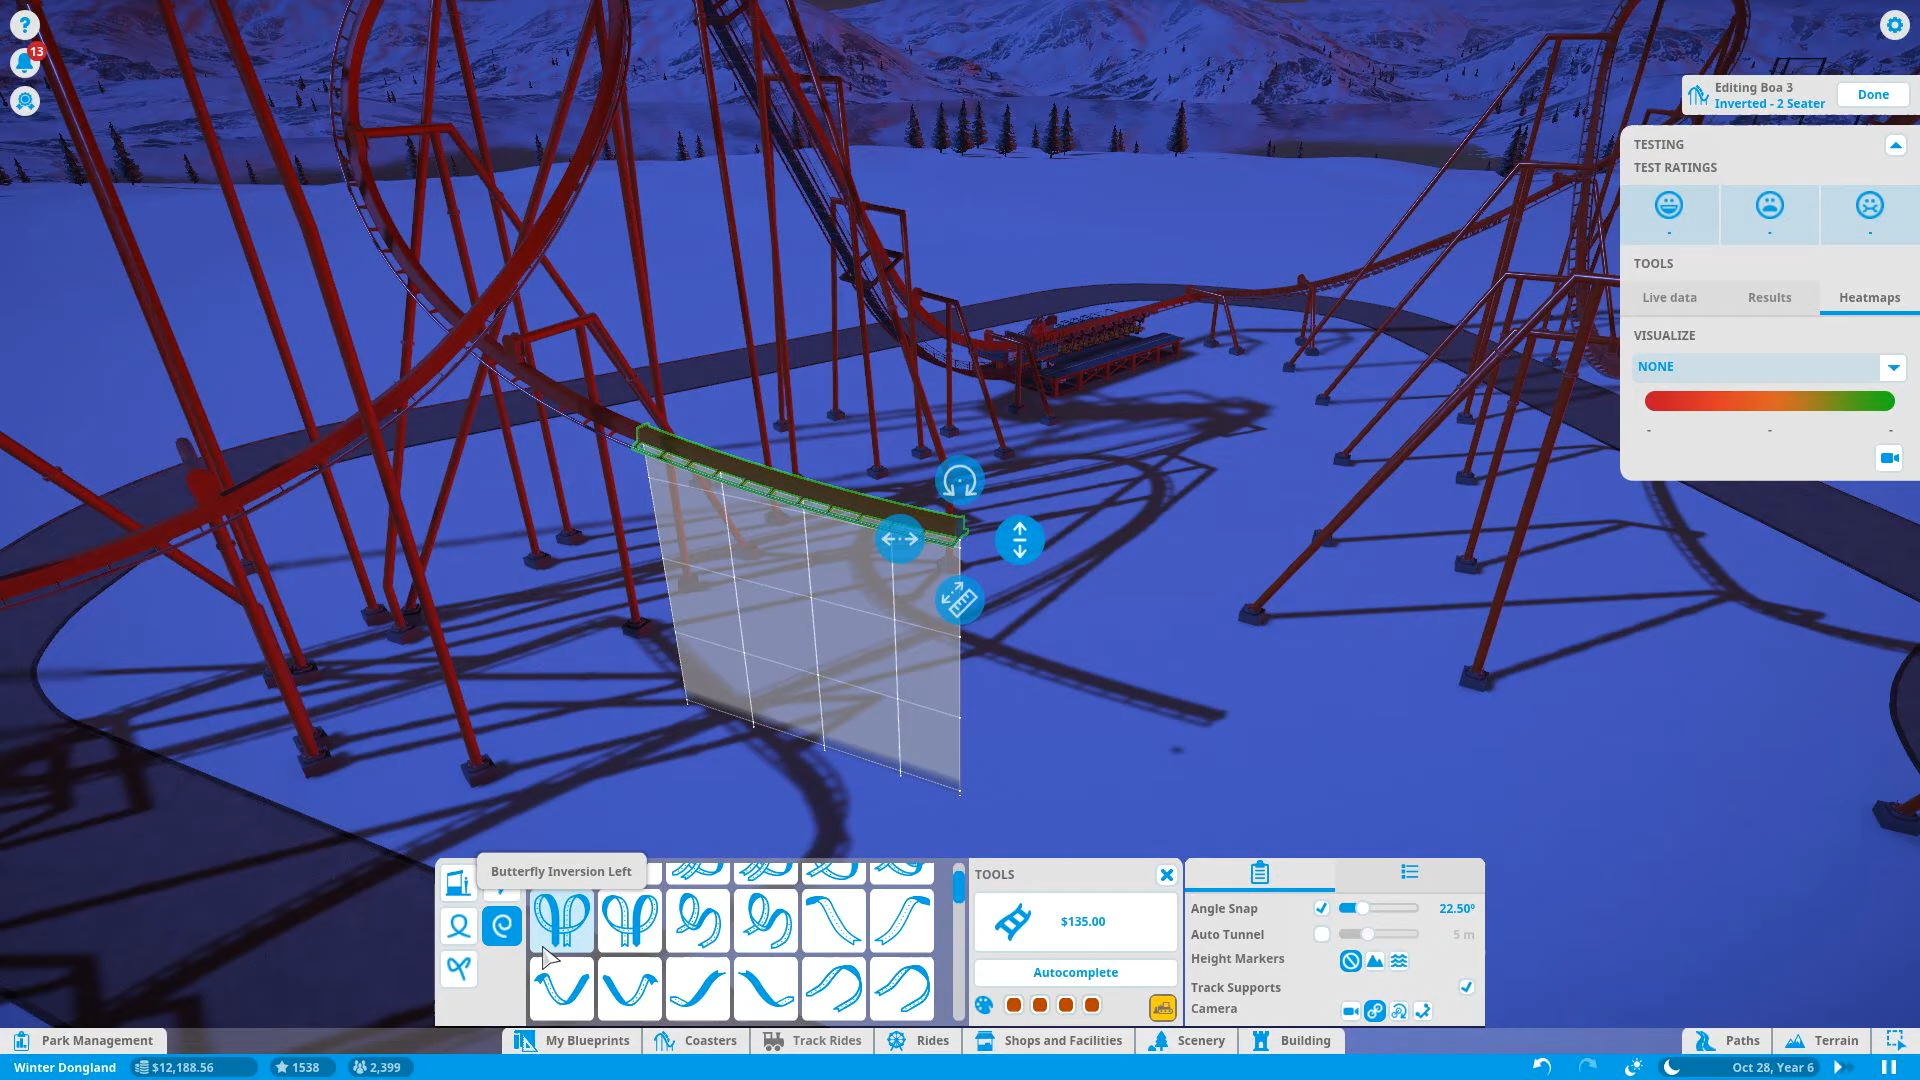 ?
13
Editing Boa 3
Inverted - 2 Seater
Done
TESTING
TEST RATINGS
-
-
-
TOOLS
Live data
Results
Heatmaps
VISUALIZE
NONE
-
-
-
Butterfly Inversion Left
TOOLS
$135.00
Autocomplete
Angle Snap
22.50º
Auto Tunnel
5 m
Height Markers
Track Supports
Camera
Park Management
My Blueprints
Coasters
Track Rides
Rides
Shops and Facilities
Scenery
Building
Paths
Terrain
Winter Dongland
$12,188.56
1538
2,399
Oct 28, Year 6